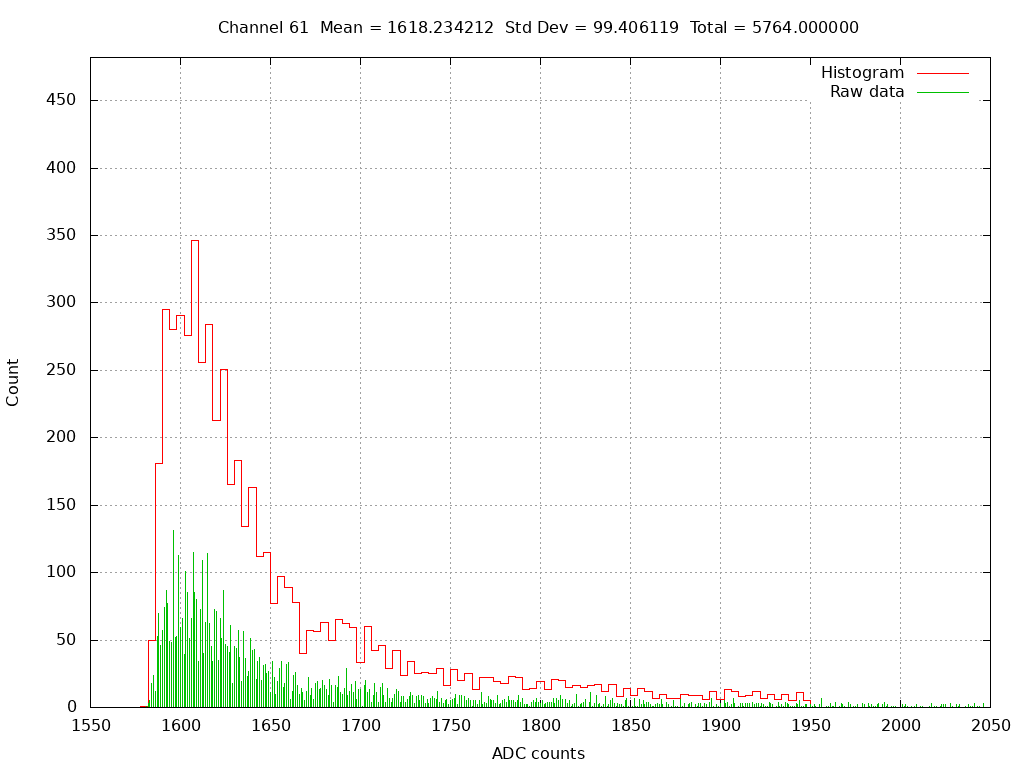 Channel 61  Mean = 1618.234212  Std Dev = 99.406119  Total = 5764.000000
Histogram
Raw data
450
400
350
300
250
200
150
100
50
0
Count
1550 1600 1650 1700 1750 1800 1850 1900 1950 2000 2050
ADC counts